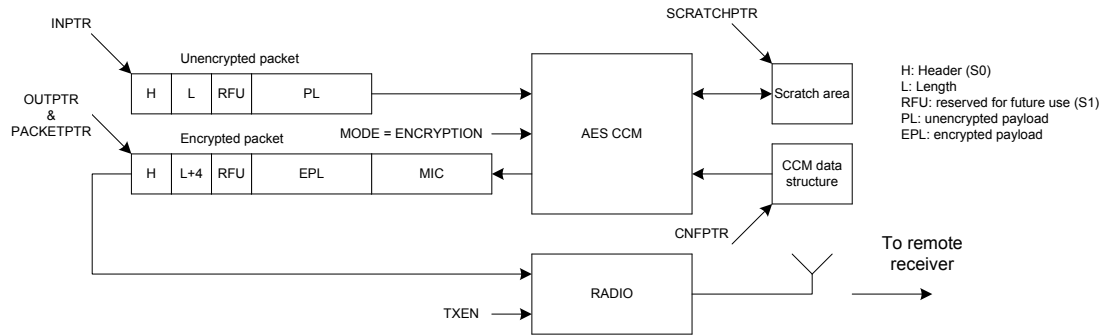 SCRATCHPTR
INPTR
Unencrypted packet
H: Header (S0)
L: Length
RFU: reserved for future use (S1)
PL: unencrypted payload
EPL: encrypted payload
H L RFU PL
Scratch area
OUTPTR
&
PACKETPTR
MODE = ENCRYPTION
AES CCM
Encrypted packet
H L+4 RFU EPL MIC
CCM data
structure
CNFPTR
To remote
receiver
RADIO
TXEN